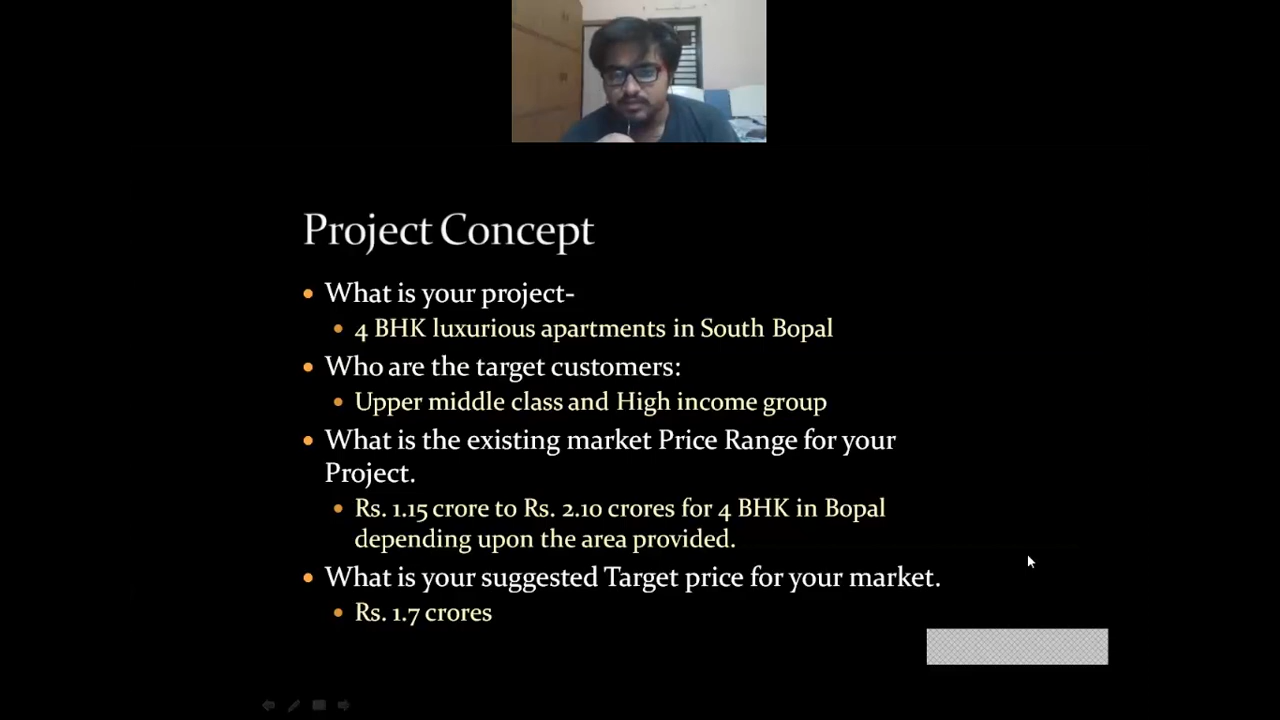 Project Concept
What is your project-
4 BHK luxurious apartments in South Bopal
Who are the target customers:
Upper middle class and High income group
What is the existing market Price Range for your
Project.
Rs. 1.15 crore to Rs. 2.10 crores for 4 BHK in Bopal
depending upon the area provided.
What is your suggested Target price for your market.
Rs. 1.7 crores